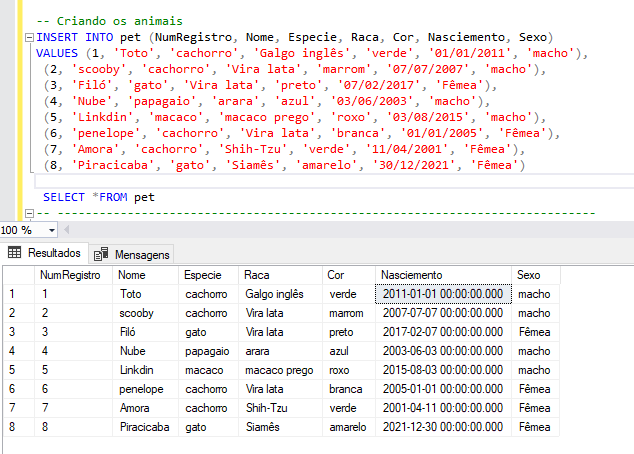 -- Criando os animais
INSERT INTO pet (NumRegistro, Nome, Especie, Raca, Cor, Nasciemento, Sexo)
VALUES (1, 'Toto', 'cachorro', 'Galgo inglês', 'verde', '01/01/2011', 'macho'),
(2, 'scooby', 'cachorro', 'Vira lata', 'marrom', '07/07/2007', 'macho'),
(3, 'Filó', 'gato', 'Vira lata', 'preto', '07/02/2017', 'Fêmea'),
(4, 'Nube', 'papagaio', 'arara', 'azul', '03/06/2003', 'macho'),
(5, 'Linkdin', 'macaco', 'macaco prego', 'roxo', '03/08/2015', 'macho'),
(6, 'penelope', 'cachorro', 'Vira lata', 'branca', '01/01/2005', 'Fêmea'),
(7, 'Amora', 'cachorro', 'Shih-Tzu', 'verde', '11/04/2001', 'Fêmea'),
(8, 'Piracicaba', 'gato', 'Siamês', 'amarelo', '30/12/2021', 'Fêmea')
SELECT *FROM pet
-- ----------------------------------------------------------------
100 %
Resultados Mensagens
NumRegistro Nome Especie Raca Cor Nasciemento Sexo
1 1 Toto cachorro Galgo inglês verde 2011-01-01 00:00:00.000 macho
2 2 scooby cachorro Vira lata marrom 2007-07-07 00:00:00.000 macho
3 3 Filó gato Vira lata preto 2017-02-07 00:00:00.000 Fêmea
4 4 Nube papagaio arara azul 2003-06-03 00:00:00.000 macho
5 5 Linkdin macaco macaco prego roxo 2015-08-03 00:00:00.000 macho
6 6 penelope cachorro Vira lata branca 2005-01-01 00:00:00.000 Fêmea
7 7 Amora cachorro Shih-Tzu verde 2001-04-11 00:00:00.000 Fêmea
8 8 Piracicaba gato Siamês amarelo 2021-12-30 00:00:00.000 Fêmea